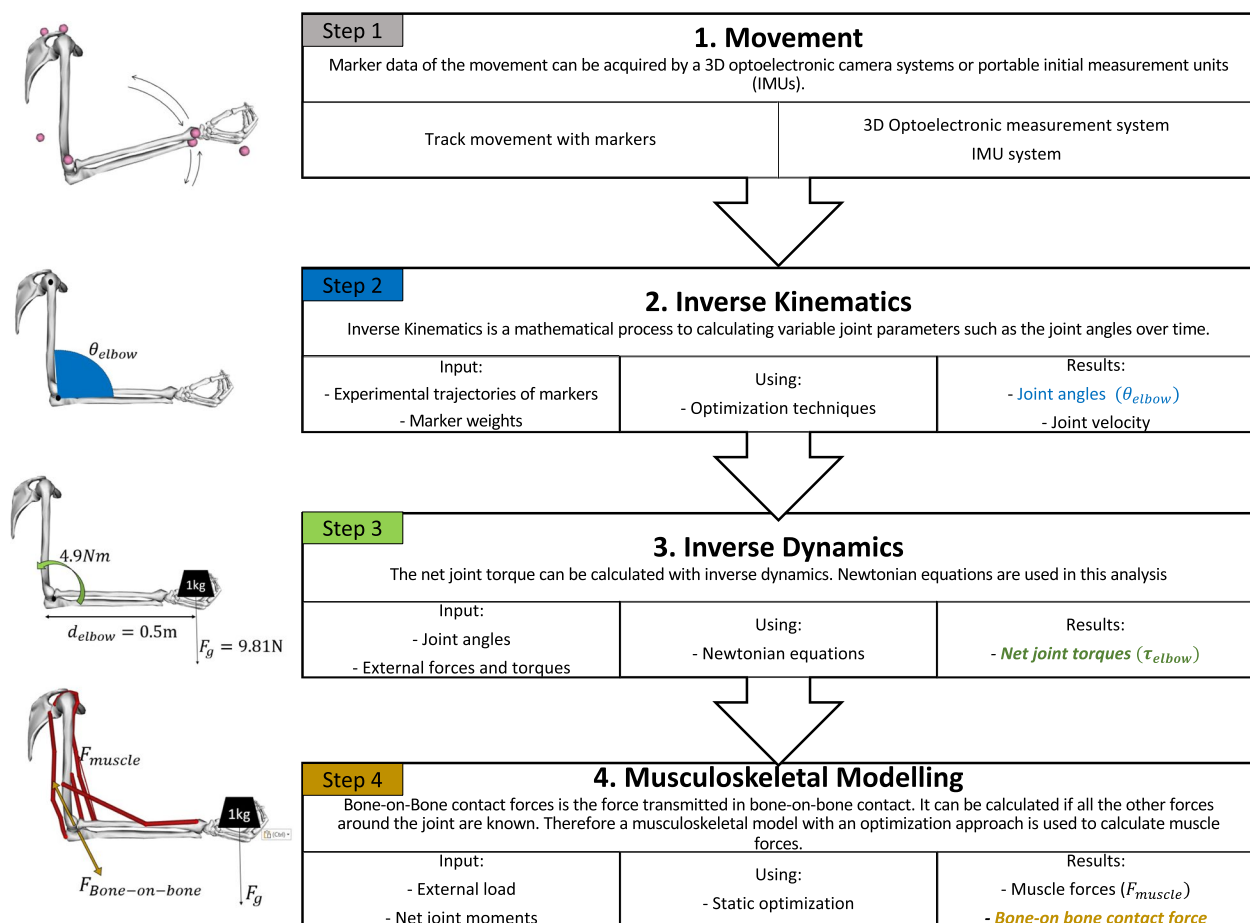 Step 1
1. Movement
Marker data of the movement can be acquired by a 3D optoelectronic camera systems or portable initial measurement units
(IMUs).
Track movement with markers
3D Optoelectronic measurement system
IMU system
θelbow
Step 2
2. Inverse Kinematics
Inverse Kinematics is a mathematical process to calculating variable joint parameters such as the joint angles over time.
Input:
- Experimental trajectories of markers
- Marker weights
Using:
- Optimization techniques
Results:
- Joint angles (θelbow)
- Joint velocity
4.9Nm
1kg
delbow = 0.5m
Fg = 9.81N
Step 3
3. Inverse Dynamics
The net joint torque can be calculated with inverse dynamics. Newtonian equations are used in this analysis
Input:
- Joint angles
- External forces and torques
Using:
- Newtonian equations
Results:
- Net joint torques (τelbow)
Fmuscle
1kg
(Ctrl)
FBone−on−bone
Fg
Step 4
4. Musculoskeletal Modelling
Bone-on-Bone contact forces is the force transmitted in bone-on-bone contact. It can be calculated if all the other forces
around the joint are known. Therefore a musculoskeletal model with an optimization approach is used to calculate muscle
forces.
Input:
- External load
- Net joint moments
Using:
- Static optimization
Results:
- Muscle forces (Fmuscle)
- Bone-on bone contact force